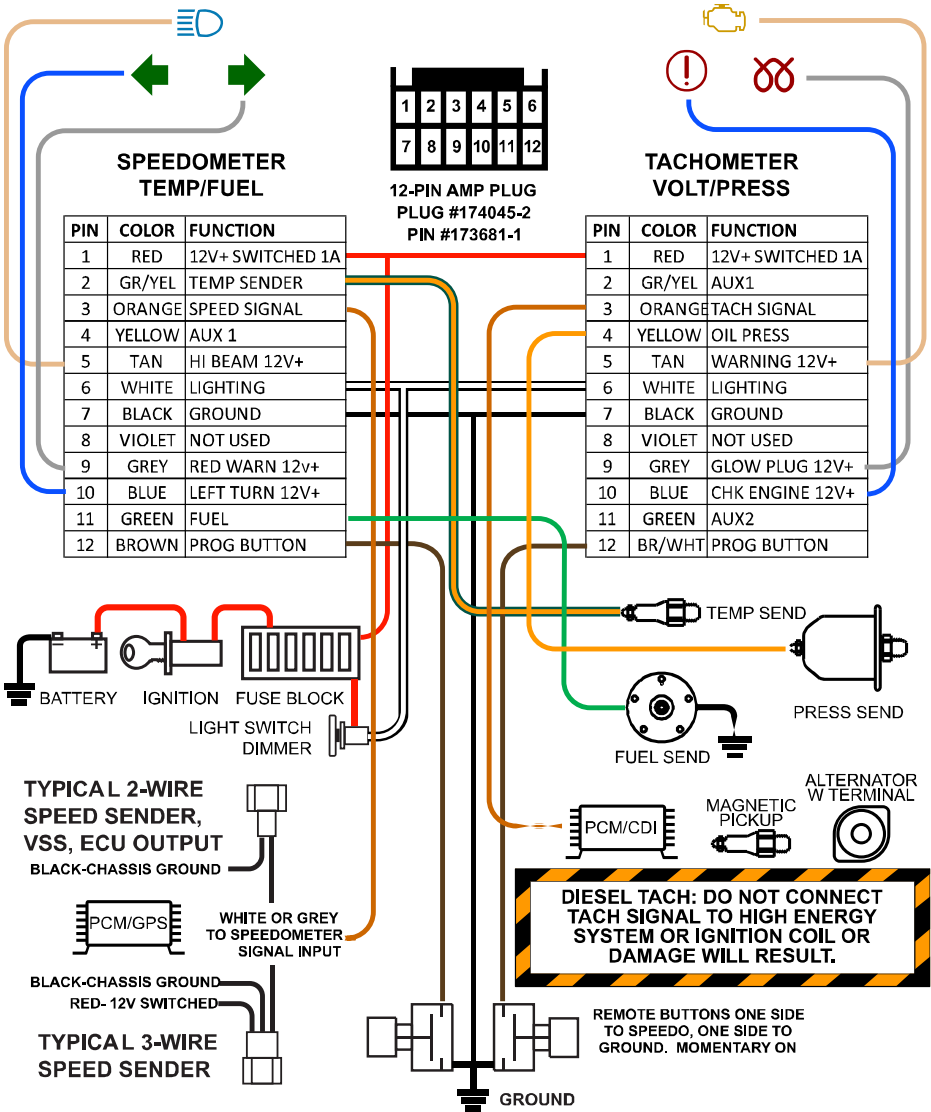 1 2 3 4 5 6
7 8 9 10 11 12
SPEEDOMETER
TEMP/FUEL
12-PIN AMP PLUG
PLUG #174045-2
PIN #173681-1
TACHOMETER
VOLT/PRESS
PIN COLOR FUNCTION
1 RED 12V+ SWITCHED 1A
2 GR/YEL TEMP SENDER
3 ORANGE SPEED SIGNAL
4 YELLOW AUX 1
5 TAN HI BEAM 12V+
6 WHITE LIGHTING
7 BLACK GROUND
8 VIOLET NOT USED
9 GREY RED WARN 12v+
10 BLUE LEFT TURN 12V+
11 GREEN FUEL
12 BROWN PROG BUTTON
PIN COLOR FUNCTION
1 RED 12V+ SWITCHED 1A
2 GR/YEL AUX1
3 ORANGE TACH SIGNAL
4 YELLOW OIL PRESS
5 TAN WARNING 12V+
6 WHITE LIGHTING
7 BLACK GROUND
8 VIOLET NOT USED
9 GREY GLOW PLUG 12V+
10 BLUE CHK ENGINE 12V+
11 GREEN AUX2
12 BR/WHT PROG BUTTON
BATTERY
IGNITION
FUSE BLOCK
LIGHT SWITCH
DIMMER
TEMP SEND
PRESS SEND
FUEL SEND
TYPICAL 2-WIRE
SPEED SENDER,
VSS, ECU OUTPUT
BLACK-CHASSIS GROUND
PCM/GPS
WHITE OR GREY
TO SPEEDOMETER
SIGNAL INPUT
BLACK-CHASSIS GROUND
RED- 12V SWITCHED
TYPICAL 3-WIRE
SPEED SENDER
PCM/CDI
MAGNETIC
PICKUP
ALTERNATOR
W TERMINAL
DIESEL TACH: DO NOT CONNECT
TACH SIGNAL TO HIGH ENERGY
SYSTEM OR IGNITION COIL OR
DAMAGE WILL RESULT.
REMOTE BUTTONS ONE SIDE
TO SPEEDO, ONE SIDE TO
GROUND. MOMENTARY ON
GROUND